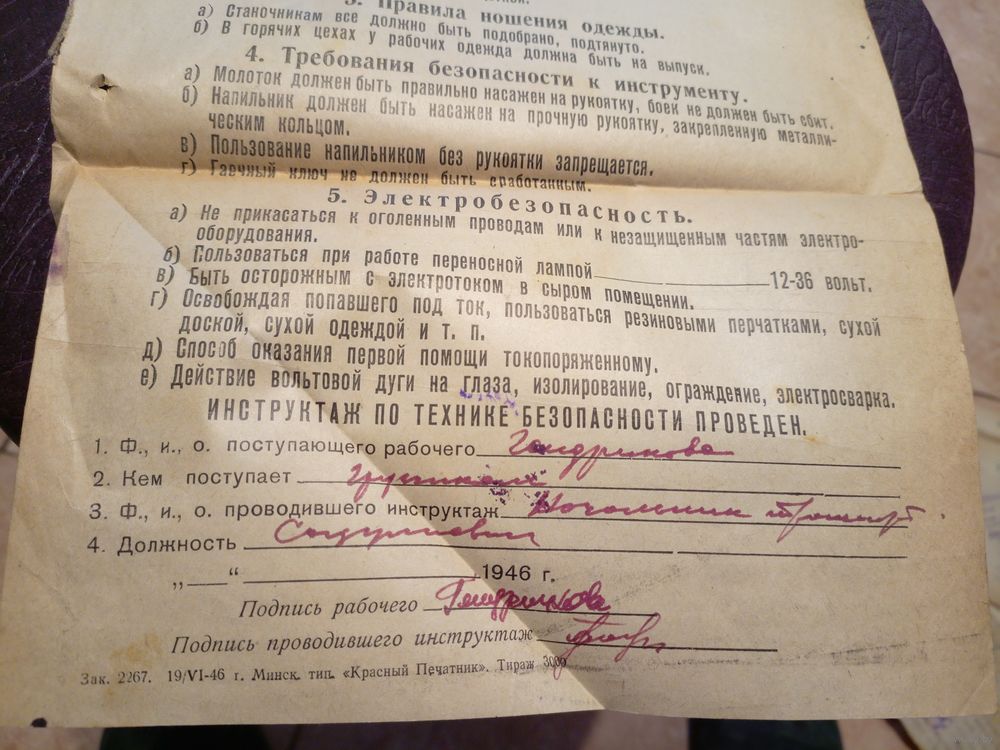 3. Правила ношения одежды.
а) Станочникам все должно быть подобрано, подтянуто.
б) В горячих цехах у рабочих одежда должна быть на выпуск.
4. Требования безопасности к инструменту.
а) Молоток должен быть правильно насажен на рукоятку, боек не должен быть сбит.
б) Напильник должен быть насажен на прочную рукоятку, закрепленную металли-
ческим кольцом.
в) Пользование напильником без рукоятки запрещается.
г) Гаечный ключ не должен быть сработанным.
5. Электробезопасность.
а) Не прикасаться к оголенным проводам или к незащищенным частям электро-
оборудования.
б) Пользоваться при работе переносной лампой 12-36 вольт.
в) Быть осторожным с электротоком в сыром помещении.
г) Освобождая попавшего под ток, пользоваться резиновыми перчатками, сухой
доской, сухой одеждой и т. п.
д) Способ оказания первой помощи токопоряженному.
е) Действие вольтовой дуги на глаза, изолирование, ограждение, электросварка.
ИНСТРУКТАЖ ПО ТЕХНИКЕ БЕЗОПАСНОСТИ ПРОВЕДЕН.
1. Ф., и., о. поступающего рабочего Гендрикова
2. Кем поступает
3. Ф., и., о. проводившего инструктаж Начальник
4. Должность
„ “ 1946 г.
Подпись рабочего Гендрикова
Подпись проводившего инструктаж
Зак. 2267. 19/VI-46 г. Минск. тип. «Красный Печатник». Тираж 3000